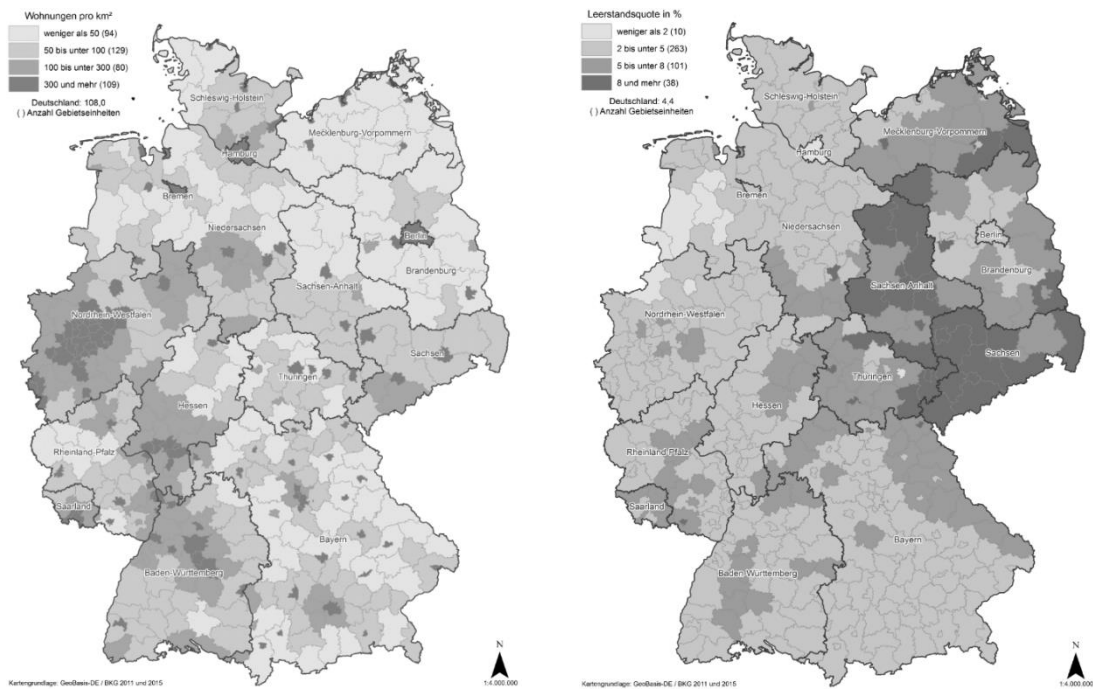 Wohnungen pro km²
weniger als 50 (94)
50 bis unter 100 (129)
100 bis unter 300 (80)
300 und mehr (109)
Deutschland: 108,0
( ) Anzahl Gebietseinheiten
Schleswig-Holstein
Mecklenburg-Vorpommern
Hamburg
Bremen
Niedersachsen
Berlin
Brandenburg
Sachsen-Anhalt
Nordrhein-Westfalen
Sachsen
Thüringen
Hessen
Rheinland-Pfalz
Saarland
Bayern
Baden-Württemberg
N
Kartengrundlage: GeoBasis-DE / BKG 2011 und 2015
1:4.000.000
Leerstandsquote in %
weniger als 2 (10)
2 bis unter 5 (263)
5 bis unter 8 (101)
8 und mehr (38)
Deutschland: 4,4
( ) Anzahl Gebietseinheiten
Schleswig-Holstein
Mecklenburg-Vorpommern
Hamburg
Bremen
Niedersachsen
Berlin
Brandenburg
Sachsen-Anhalt
Nordrhein-Westfalen
Sachsen
Thüringen
Hessen
Rheinland-Pfalz
Saarland
Bayern
Baden-Württemberg
N
Kartengrundlage: GeoBasis-DE / BKG 2011 und 2015
1:4.000.000